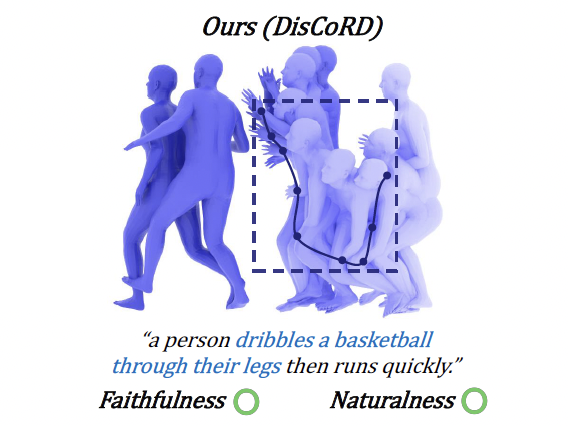 Ours (DisCoRD)
“a person dribbles a basketball
through their legs then runs quickly.”
Faithfulness Naturalness